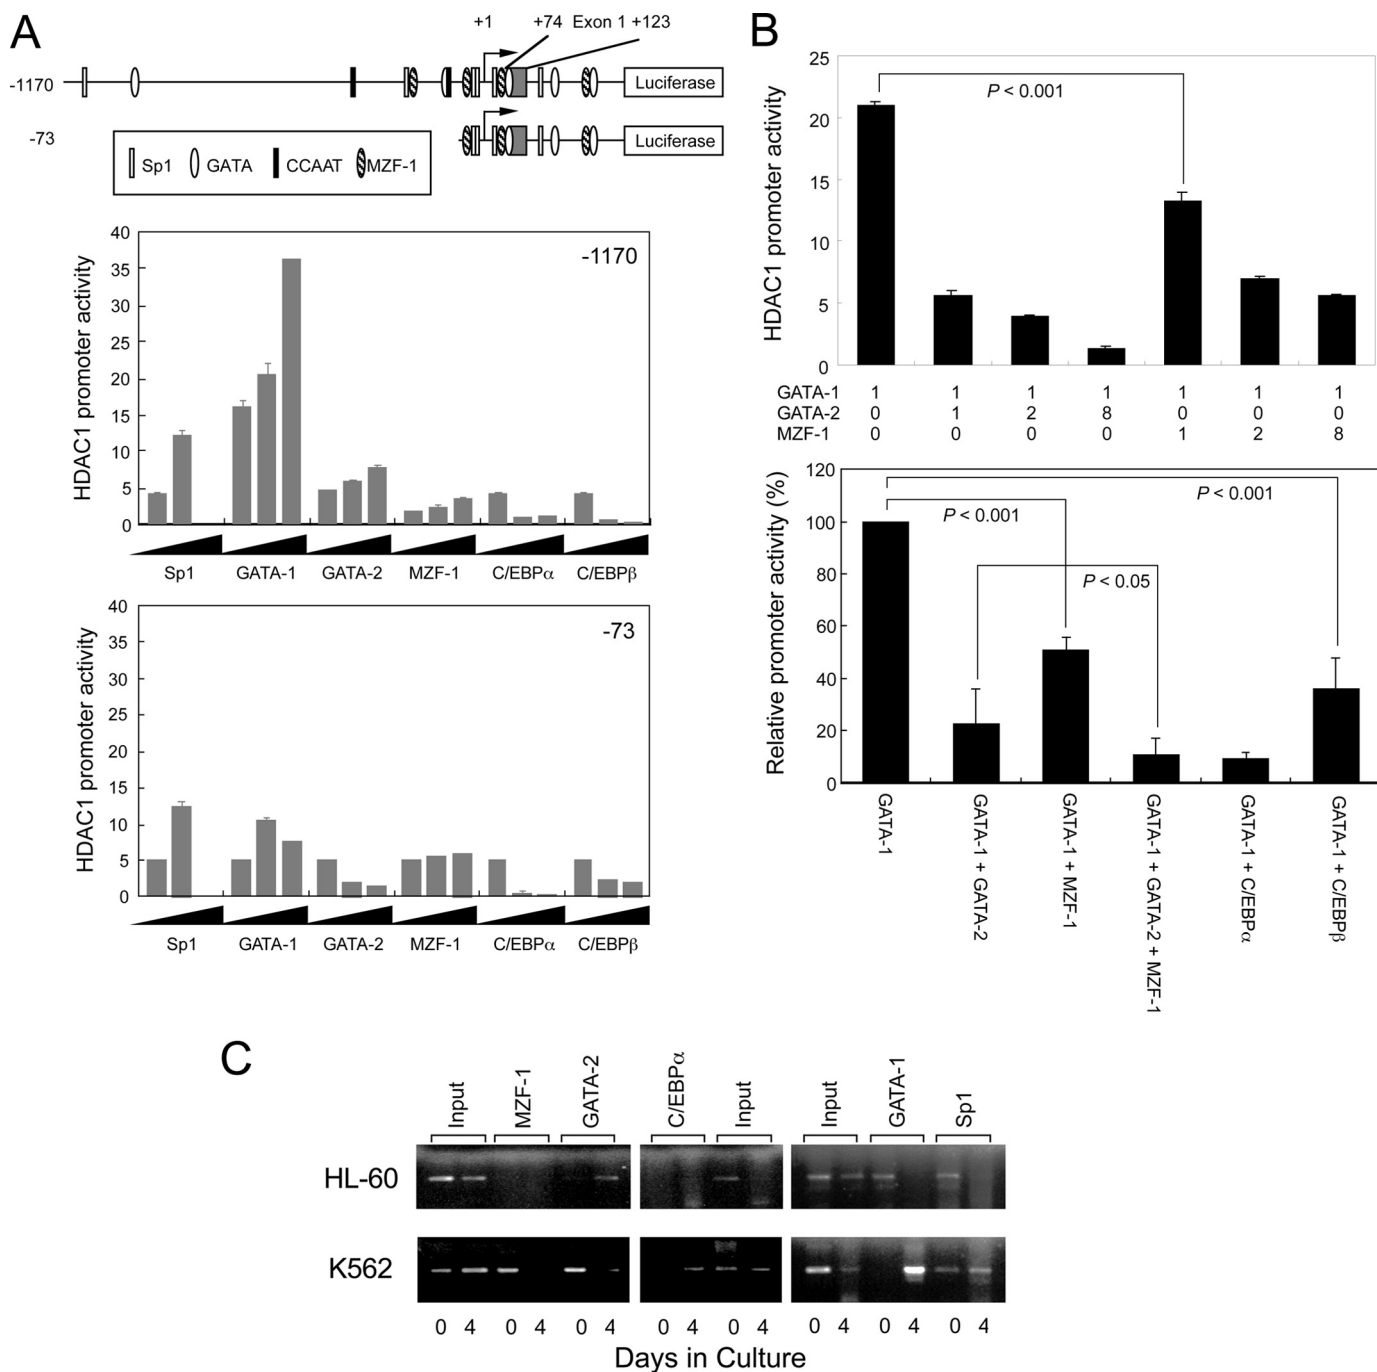 A
+1 +74 Exon 1 +123
-1170 Luciferase
-73 Luciferase
Sp1 GATA CCAAT MZF-1
HDAC1 promoter activity
40
35
30
25
20
15
10
5
0
-1170
Sp1 GATA-1 GATA-2 MZF-1 C/EBPα C/EBPβ
HDAC1 promoter activity
40
35
30
25
20
15
10
5
0
-73
Sp1 GATA-1 GATA-2 MZF-1 C/EBPα C/EBPβ
B
HDAC1 promoter activity
25
20
15
10
5
0
P < 0.001
GATA-1 1 1 1 1 1 1 1
GATA-2 0 1 2 8 0 0 0
MZF-1 0 0 0 0 1 2 8
Relative promoter activity (%)
120
100
80
60
40
20
0
P < 0.001
P < 0.001
P < 0.05
GATA-1
GATA-1 + GATA-2
GATA-1 + MZF-1
GATA-1 + GATA-2 + MZF-1
GATA-1 + C/EBPα
GATA-1 + C/EBPβ
C
Input MZF-1 GATA-2 C/EBPα Input Input GATA-1 Sp1
HL-60
K562
0 4 0 4 0 4 0 4 0 4 0 4 0 4 0 4
Days in Culture